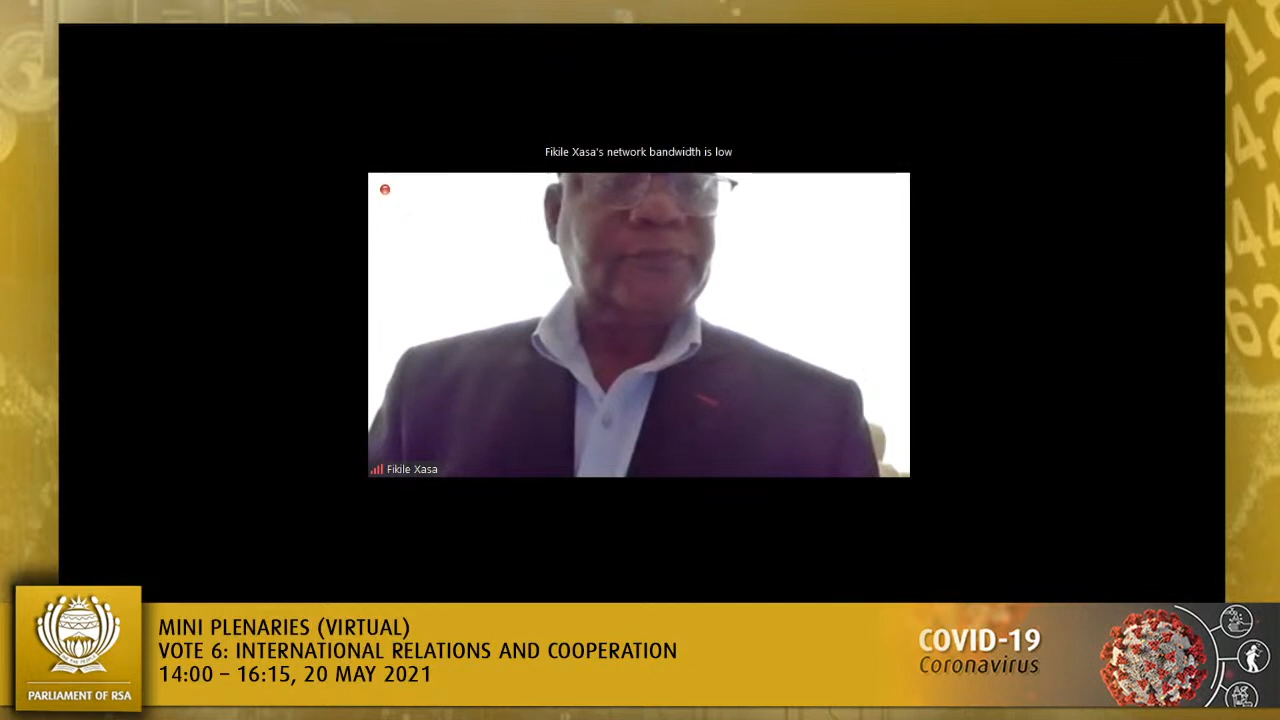 Fikile Xasa's network bandwidth is low
Fikile Xasa
MINI PLENARIES (VIRTUAL)
VOTE 6: INTERNATIONAL RELATIONS AND COOPERATION
14:00 – 16:15, 20 MAY 2021
PARLIAMENT OF RSA
COVID-19
Coronavirus